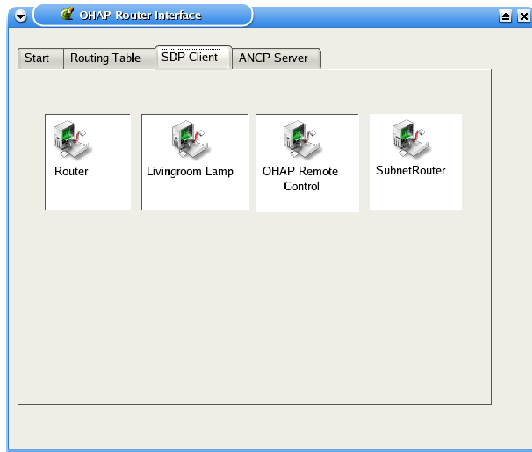 OHAP Router Interface
Start Routing Table SDP Client ANCP Server
Router Livingroom Lamp OHAP Remote SubnetRouter
Control